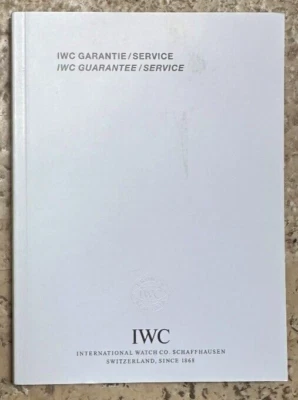 IWC GARANTIE/SERVICE
IWC GUARANTEE/SERVICE
IWC
INTERNATIONAL WATCH CO. SCHAFFHAUSEN
SWITZERLAND, SINCE 1868